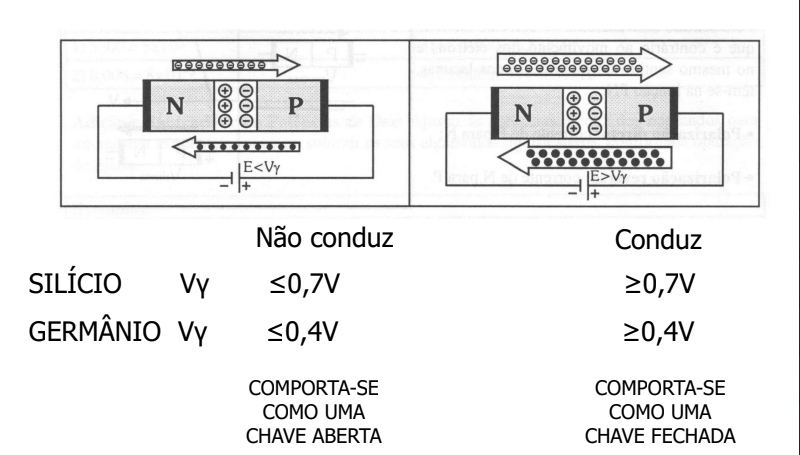 N P
E<Vγ
− +
N P
E>Vγ
− +
Não conduz Conduz
SILÍCIO Vγ ≤0,7V ≥0,7V
GERMÂNIO Vγ ≤0,4V ≥0,4V
COMPORTA-SE
COMO UMA
CHAVE ABERTA
COMPORTA-SE
COMO UMA
CHAVE FECHADA